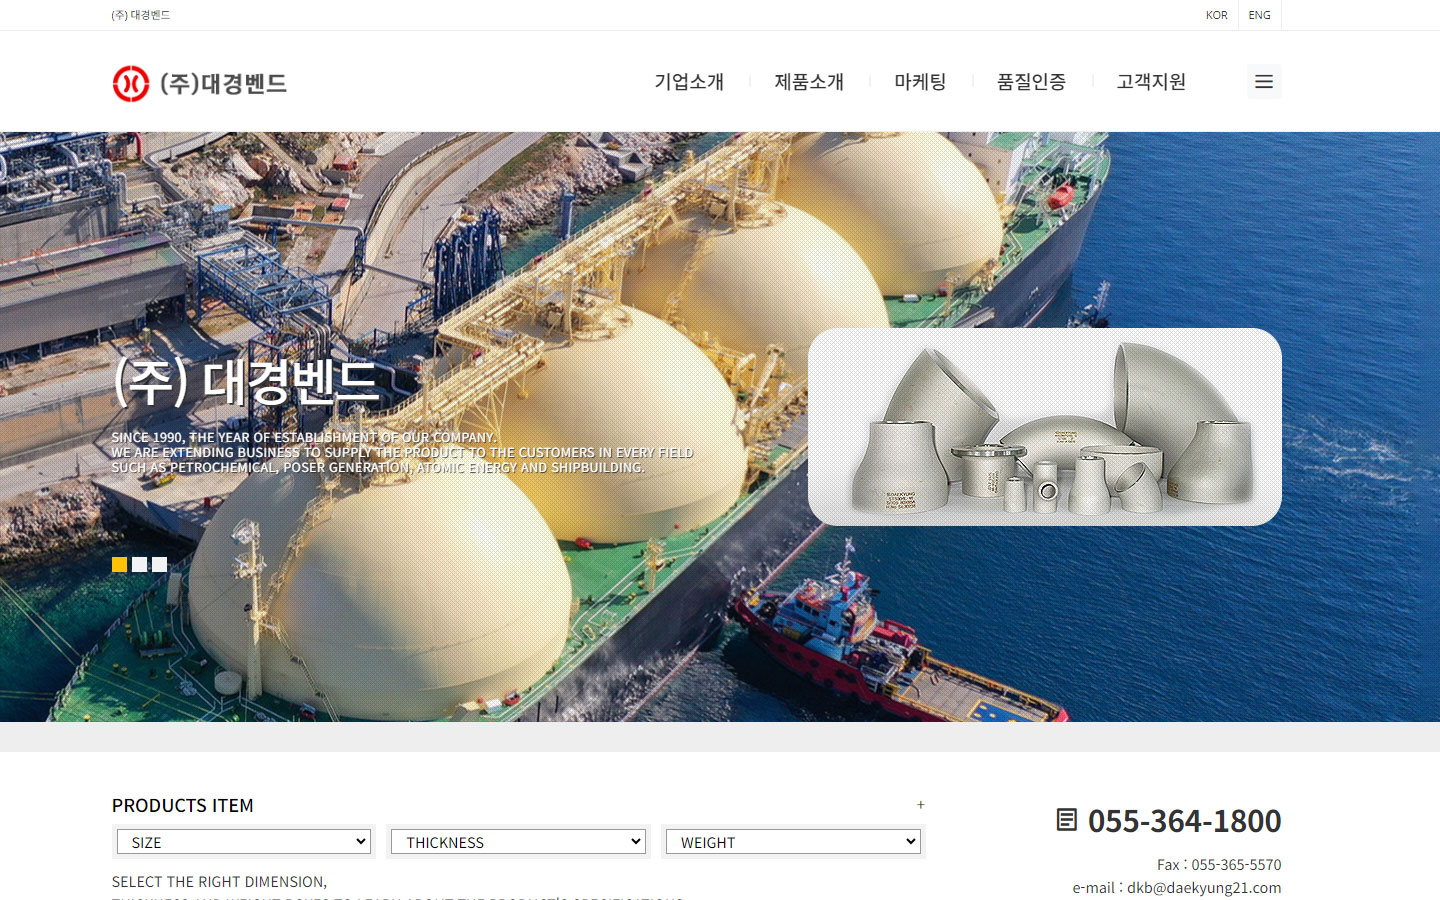 (주) 대경벤드
KOR
ENG
(주)대경벤드
기업소개
제품소개
마케팅
품질인증
고객지원
(주) 대경벤드
SINCE 1990, THE YEAR OF ESTABLISHMENT OF OUR COMPANY.
WE ARE EXTENDING BUSINESS TO SUPPLY THE PRODUCT TO THE CUSTOMERS IN EVERY FIELD
SUCH AS PETROCHEMICAL, POSER GENERATION, ATOMIC ENERGY AND SHIPBUILDING.
PRODUCTS ITEM
+
SIZE
THICKNESS
WEIGHT
SELECT THE RIGHT DIMENSION,
055-364-1800
Fax : 055-365-5570
e-mail : dkb@daekyung21.com